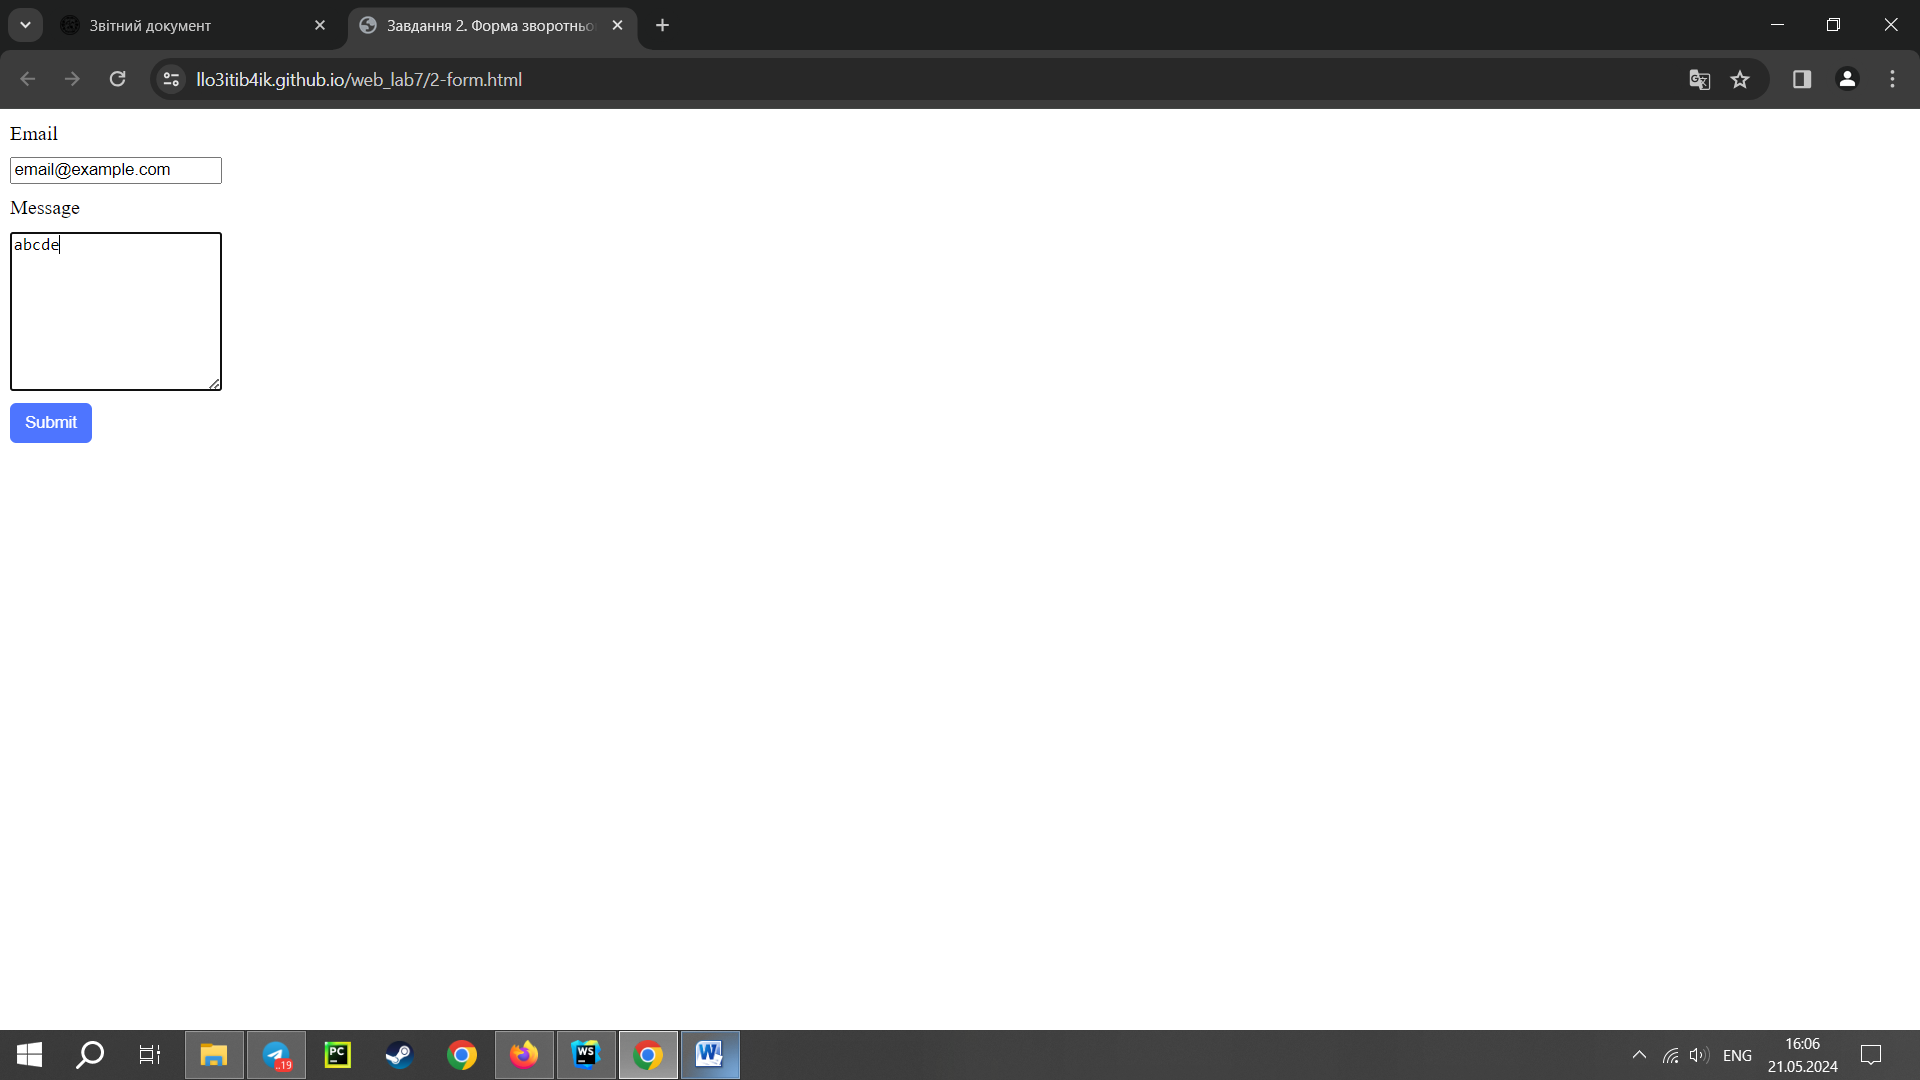 Звітний документ
Завдання 2. Форма зворотньо
llo3itib4ik.github.io/web_lab7/2-form.html
Email
email@example.com
Message
abcde
Submit
..19
PC
WS
W
ENG
16:06
21.05.2024